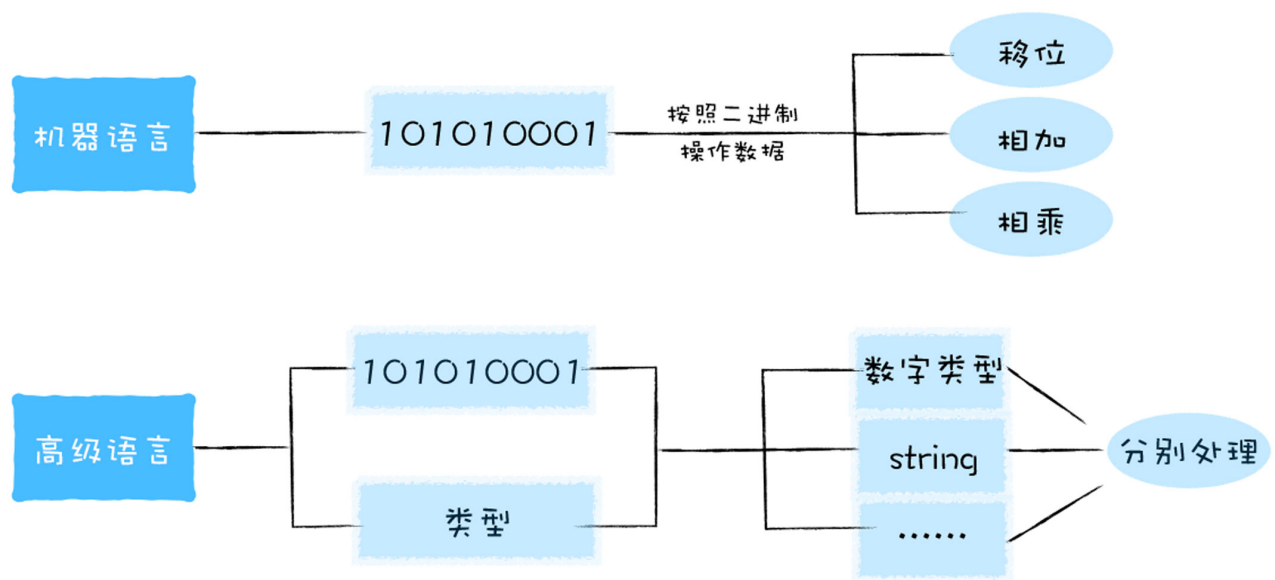 机器语言
101010001
按照二进制
操作数据
移位
相加
相乘
高级语言
101010001
类型
数字类型
string
……
分别处理